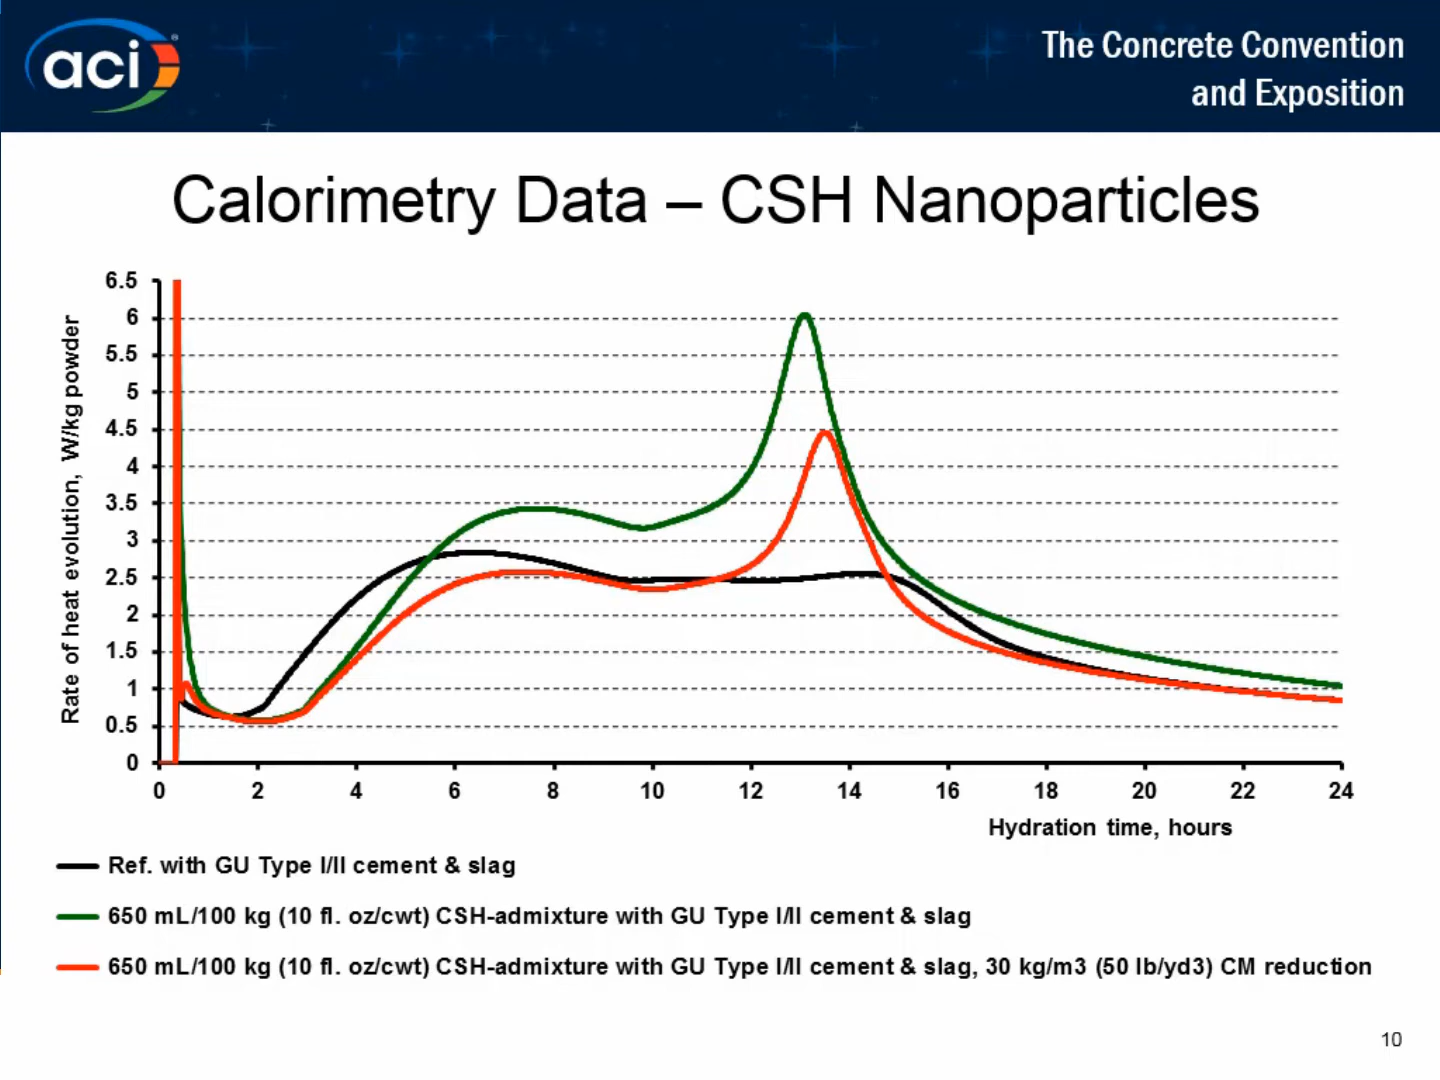 aci®
The Concrete Convention
and Exposition
Calorimetry Data – CSH Nanoparticles
Rate of heat evolution, W/kg powder
6.5
6
5.5
5
4.5
4
3.5
3
2.5
2
1.5
1
0.5
0
0 2 4 6 8 10 12 14 16 18 20 22 24
Hydration time, hours
Ref. with GU Type I/II cement & slag
650 mL/100 kg (10 fl. oz/cwt) CSH-admixture with GU Type I/II cement & slag
650 mL/100 kg (10 fl. oz/cwt) CSH-admixture with GU Type I/II cement & slag, 30 kg/m3 (50 lb/yd3) CM reduction
10